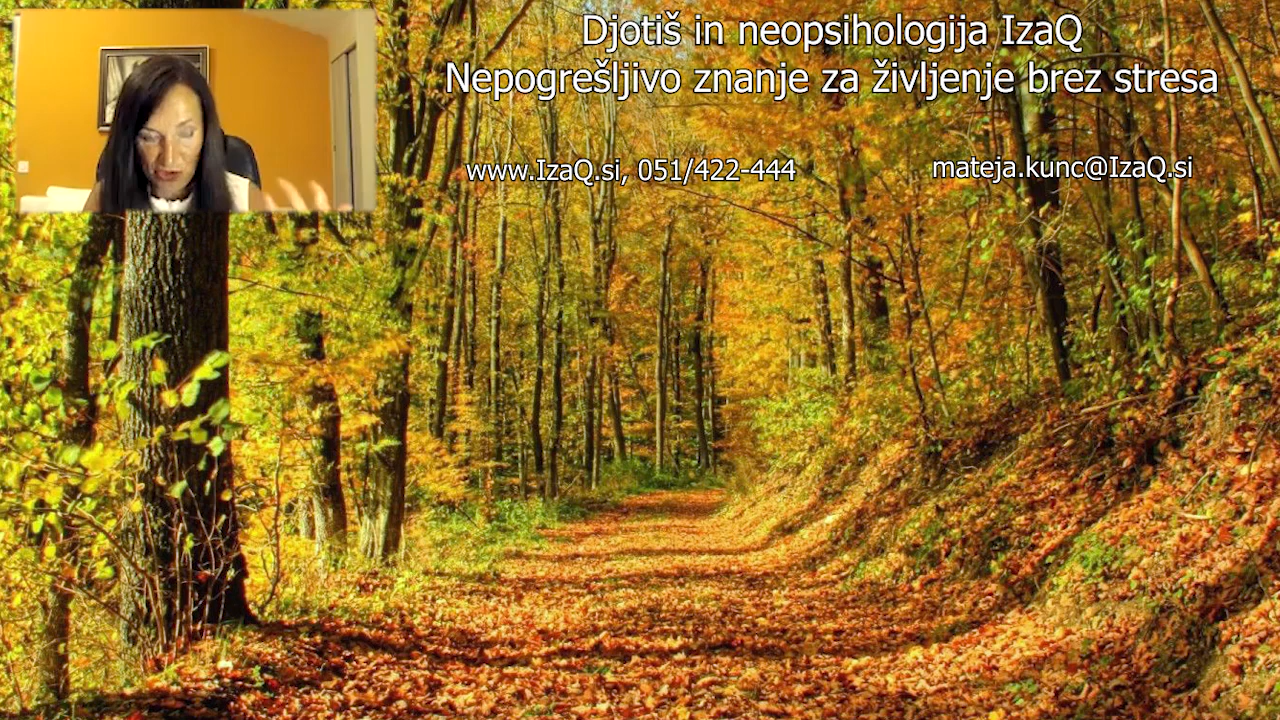 Djotiš in neopsihologija IzaQ
Nepogrešljivo znanje za življenje brez stresa
www.IzaQ.si, 051/422-444
mateja.kunc@IzaQ.si